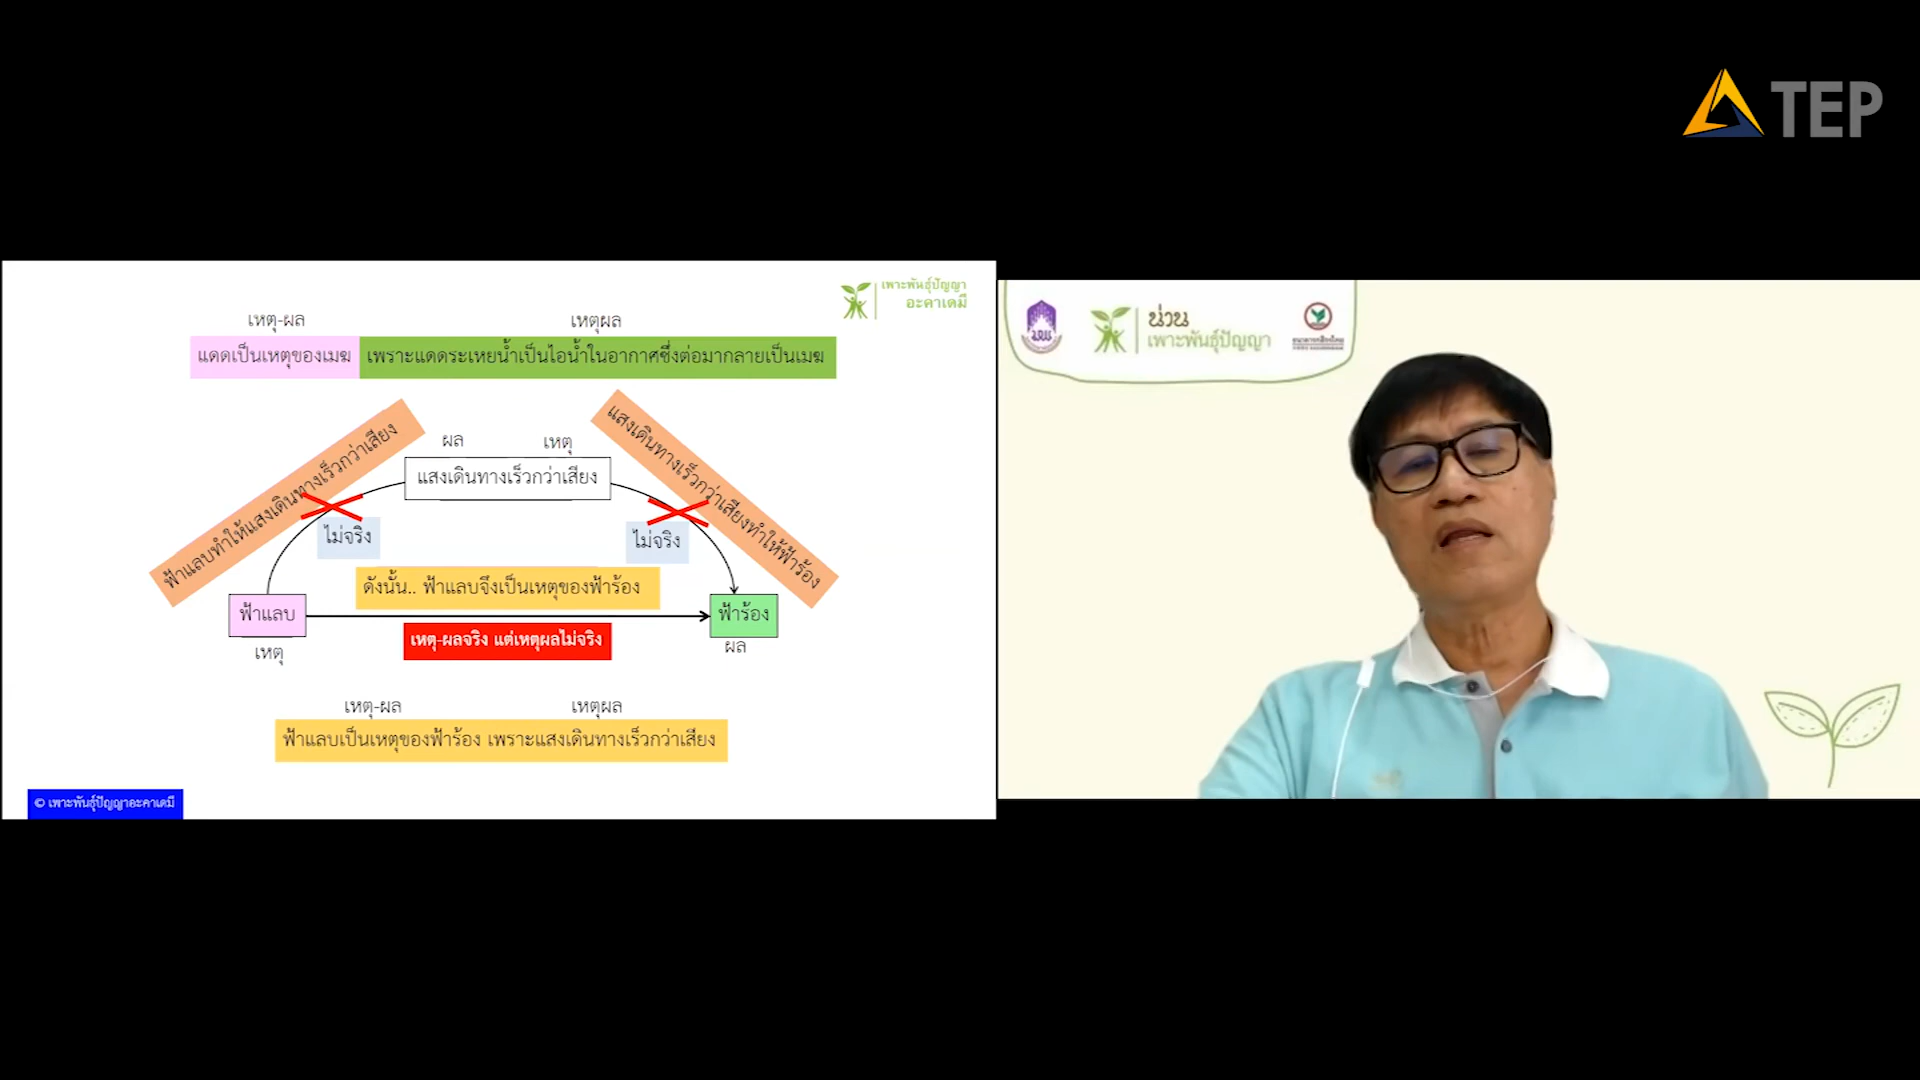 TEP
เพาะพันธุ์ปัญญา
อะคาเดมี
เหตุ-ผล
เหตุผล
แดดเป็นเหตุของเมฆ
เพราะแดดระเหยน้ำเป็นไอน้ำในอากาศซึ่งต่อมากลายเป็นเมฆ
ฟ้าแลบทำให้แสงเดินทางเร็วกว่าเสียง
ผล
เหตุ
แสงเดินทางเร็วกว่าเสียง
แสงเดินทางเร็วกว่าเสียงทำให้ฟ้าร้อง
ไม่จริง
ไม่จริง
ดังนั้น.. ฟ้าแลบจึงเป็นเหตุของฟ้าร้อง
ฟ้าแลบ
ฟ้าร้อง
เหตุ-ผลจริง แต่เหตุผลไม่จริง
เหตุ
ผล
เหตุ-ผล
เหตุผล
ฟ้าแลบเป็นเหตุของฟ้าร้อง เพราะแสงเดินทางเร็วกว่าเสียง
© เพาะพันธุ์ปัญญาอะคาเดมี
น่วน
เพาะพันธุ์ปัญญา